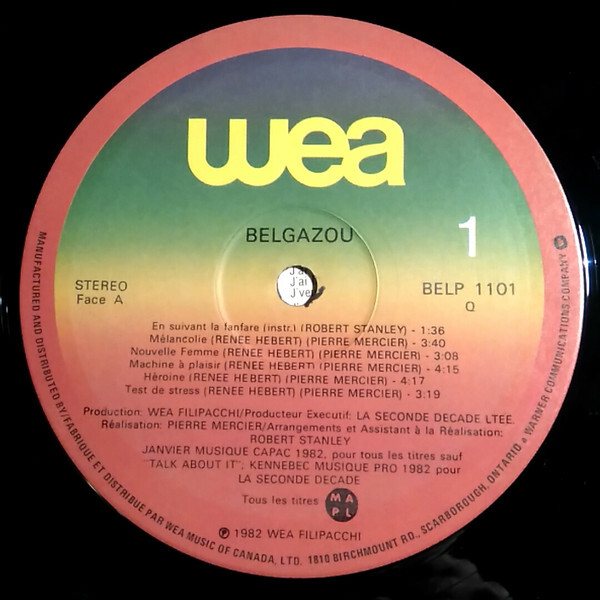 wea
BELGAZOU
1
STEREO
Face A
BELP 1101
Q
J'ai
J'ai
J've
En suivant la fanfare (instr.) (ROBERT STANLEY) - 1:36
Mélancolie (RENEE HEBERT) (PIERRE MERCIER) - 3:40
Nouvelle Femme (RENEE HEBERT) (PIERRE MERCIER) - 3:08
Machine à plaisir (RENEE HEBERT) (PIERRE MERCIER) - 4:15
Héroine (RENEE HEBERT) (PIERRE MERCIER) - 4:17
Test de stress (RENEE HEBERT) (PIERRE MERCIER) - 3:19
Production: WEA FILIPACCHI/Producteur Executif: LA SECONDE DECADE LTEE.
Réalisation: PIERRE MERCIER/Arrangements et Assistant à la Réalisation:
ROBERT STANLEY
JANVIER MUSIQUE CAPAC 1982, pour tous les titres sauf
"TALK ABOUT IT"; KENNEBEC MUSIQUE PRO 1982 pour
LA SECONDE DECADE
Tous les titres
M A
P L
℗ 1982 WEA FILIPACCHI
MANUFACTURED AND DISTRIBUTED BY/FABRIQUE ET DISTRIBUE PAR WEA MUSIC OF CANADA, LTD. 1810 BIRCHMOUNT RD., SCARBOROUGH, ONTARIO a WARNER COMMUNICATIONS COMPANY